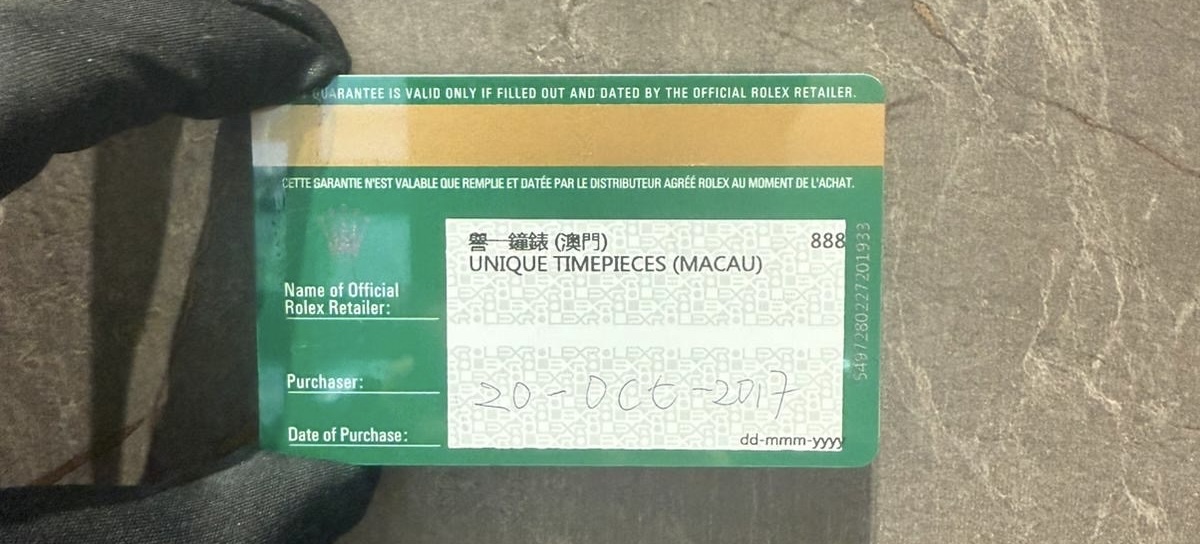 GUARANTEE IS VALID ONLY IF FILLED OUT AND DATED BY THE OFFICIAL ROLEX RETAILER.
CETTE GARANTIE N'EST VALABLE QUE REMPLIE ET DATÉE PAR LE DISTRIBUTEUR AGRÉÉ ROLEX AU MOMENT DE L'ACHAT.
譽一鐘錶 (澳門) 888
UNIQUE TIMEPIECES (MACAU)
Name of Official
Rolex Retailer:
Purchaser:
20-Oct-2017
Date of Purchase:
dd-mmm-yyyy